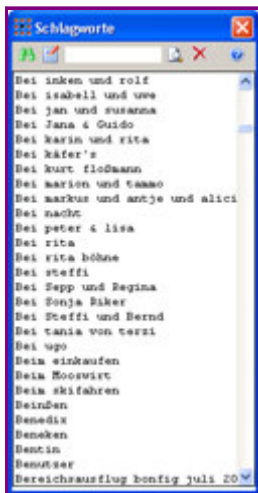 Schlagworte
Bei inken und rolf
Bei isabell und uwe
Bei jan und susanna
Bei Jana & Guido
Bei karin und rita
Bei käfer's
Bei kurt floßmann
Bei marion und tammo
Bei markus und antje und alici
Bei nacht
Bei peter & lisa
Bei rita
Bei rita böhne
Bei steffi
Bei Sepp und Regina
Bei Sonja Biker
Bei Steffi und Bernd
Bei tania von terzi
Bei ugo
Beim einkaufen
Beim Mooswirt
Beim skifahren
Beinßen
Benedix
Beneken
Bentin
Benutzer
Bereichsausflug bonfig juli 20